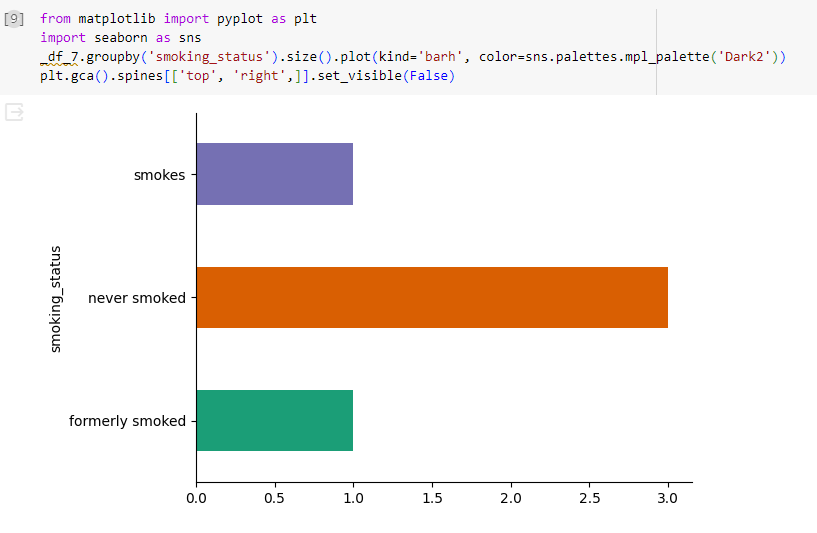 [9] from matplotlib import pyplot as plt
import seaborn as sns
_df_7.groupby('smoking_status').size().plot(kind='barh', color=sns.palettes.mpl_palette('Dark2'))
plt.gca().spines[['top', 'right',]].set_visible(False)
smokes
never smoked
formerly smoked
smoking_status
0.0 0.5 1.0 1.5 2.0 2.5 3.0